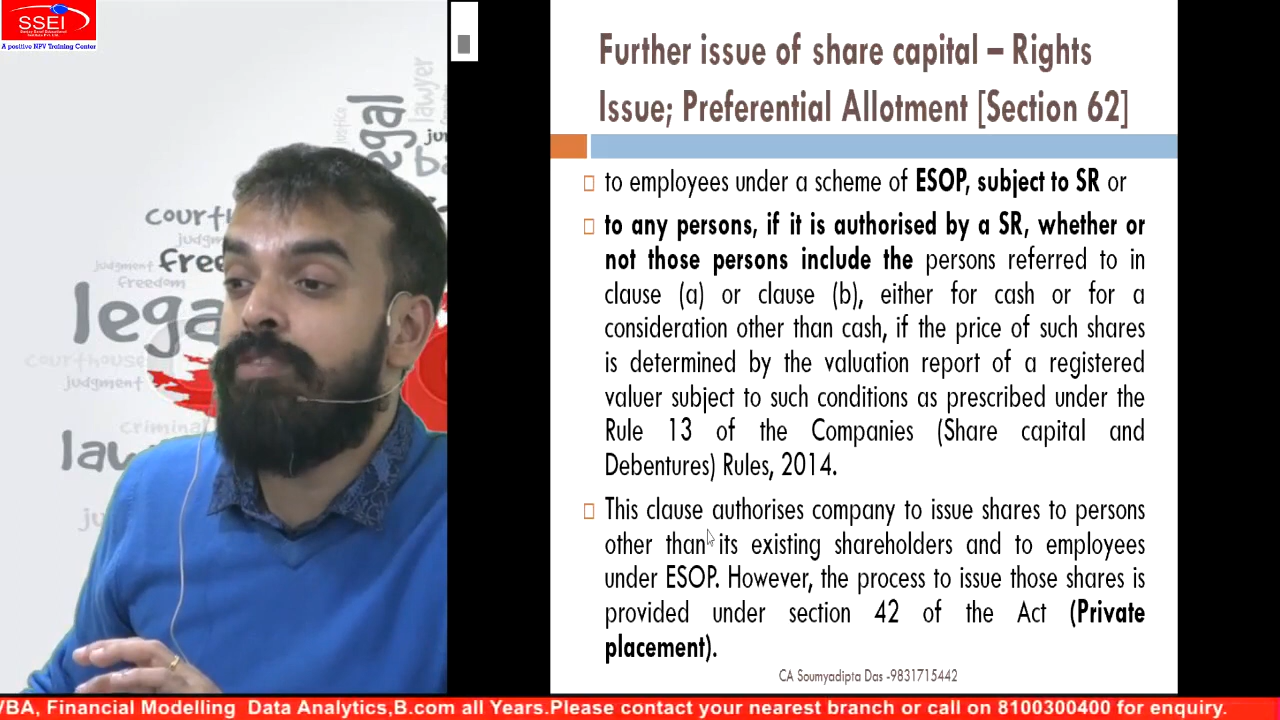 SSEI
A positive NPV Training Center
justice
legal
lawyer
courth
judgm
judgment
free
freedom
lega
courthouse
judgment
criminal
law
Further issue of share capital – Rights
Issue; Preferential Allotment [Section 62]
to employees under a scheme of ESOP, subject to SR or
to any persons, if it is authorised by a SR, whether or
not those persons include the persons referred to in
clause (a) or clause (b), either for cash or for a
consideration other than cash, if the price of such shares
is determined by the valuation report of a registered
valuer subject to such conditions as prescribed under the
Rule 13 of the Companies (Share capital and
Debentures) Rules, 2014.
This clause authorises company to issue shares to persons
other than its existing shareholders and to employees
under ESOP. However, the process to issue those shares is
provided under section 42 of the Act (Private
placement).
CA Soumyadipta Das -9831715442
VBA, Financial Modelling Data Analytics,B.com all Years.Please contact your nearest branch or call on 8100300400 for enquiry.